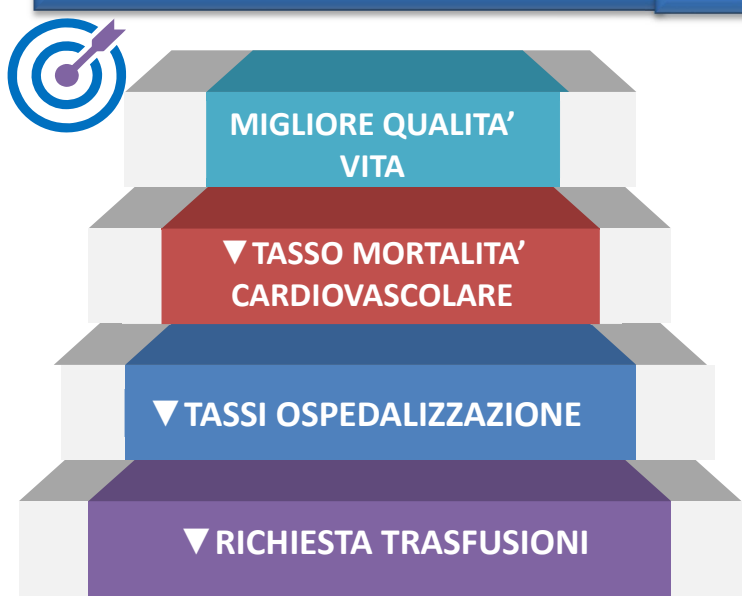 MIGLIORE QUALITA’
VITA
▼TASSO MORTALITA’
CARDIOVASCOLARE
▼TASSI OSPEDALIZZAZIONE
▼RICHIESTA TRASFUSIONI